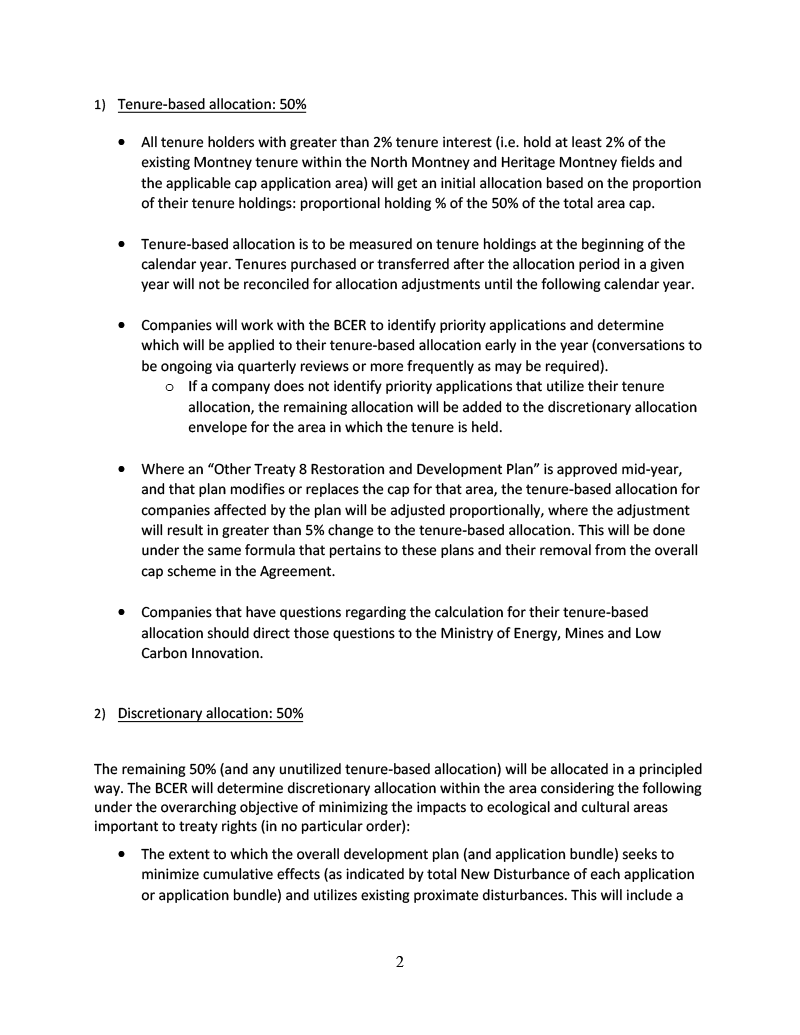 1) Tenure-based allocation: 50%
• All tenure holders with greater than 2% tenure interest (i.e. hold at least 2% of the
existing Montney tenure within the North Montney and Heritage Montney fields and
the applicable cap application area) will get an initial allocation based on the proportion
of their tenure holdings: proportional holding % of the 50% of the total area cap.
• Tenure-based allocation is to be measured on tenure holdings at the beginning of the
calendar year. Tenures purchased or transferred after the allocation period in a given
year will not be reconciled for allocation adjustments until the following calendar year.
• Companies will work with the BCER to identify priority applications and determine
which will be applied to their tenure-based allocation early in the year (conversations to
be ongoing via quarterly reviews or more frequently as may be required).
o If a company does not identify priority applications that utilize their tenure
allocation, the remaining allocation will be added to the discretionary allocation
envelope for the area in which the tenure is held.
• Where an “Other Treaty 8 Restoration and Development Plan” is approved mid-year,
and that plan modifies or replaces the cap for that area, the tenure-based allocation for
companies affected by the plan will be adjusted proportionally, where the adjustment
will result in greater than 5% change to the tenure-based allocation. This will be done
under the same formula that pertains to these plans and their removal from the overall
cap scheme in the Agreement.
• Companies that have questions regarding the calculation for their tenure-based
allocation should direct those questions to the Ministry of Energy, Mines and Low
Carbon Innovation.
2) Discretionary allocation: 50%
The remaining 50% (and any unutilized tenure-based allocation) will be allocated in a principled
way. The BCER will determine discretionary allocation within the area considering the following
under the overarching objective of minimizing the impacts to ecological and cultural areas
important to treaty rights (in no particular order):
• The extent to which the overall development plan (and application bundle) seeks to
minimize cumulative effects (as indicated by total New Disturbance of each application
or application bundle) and utilizes existing proximate disturbances. This will include a
2